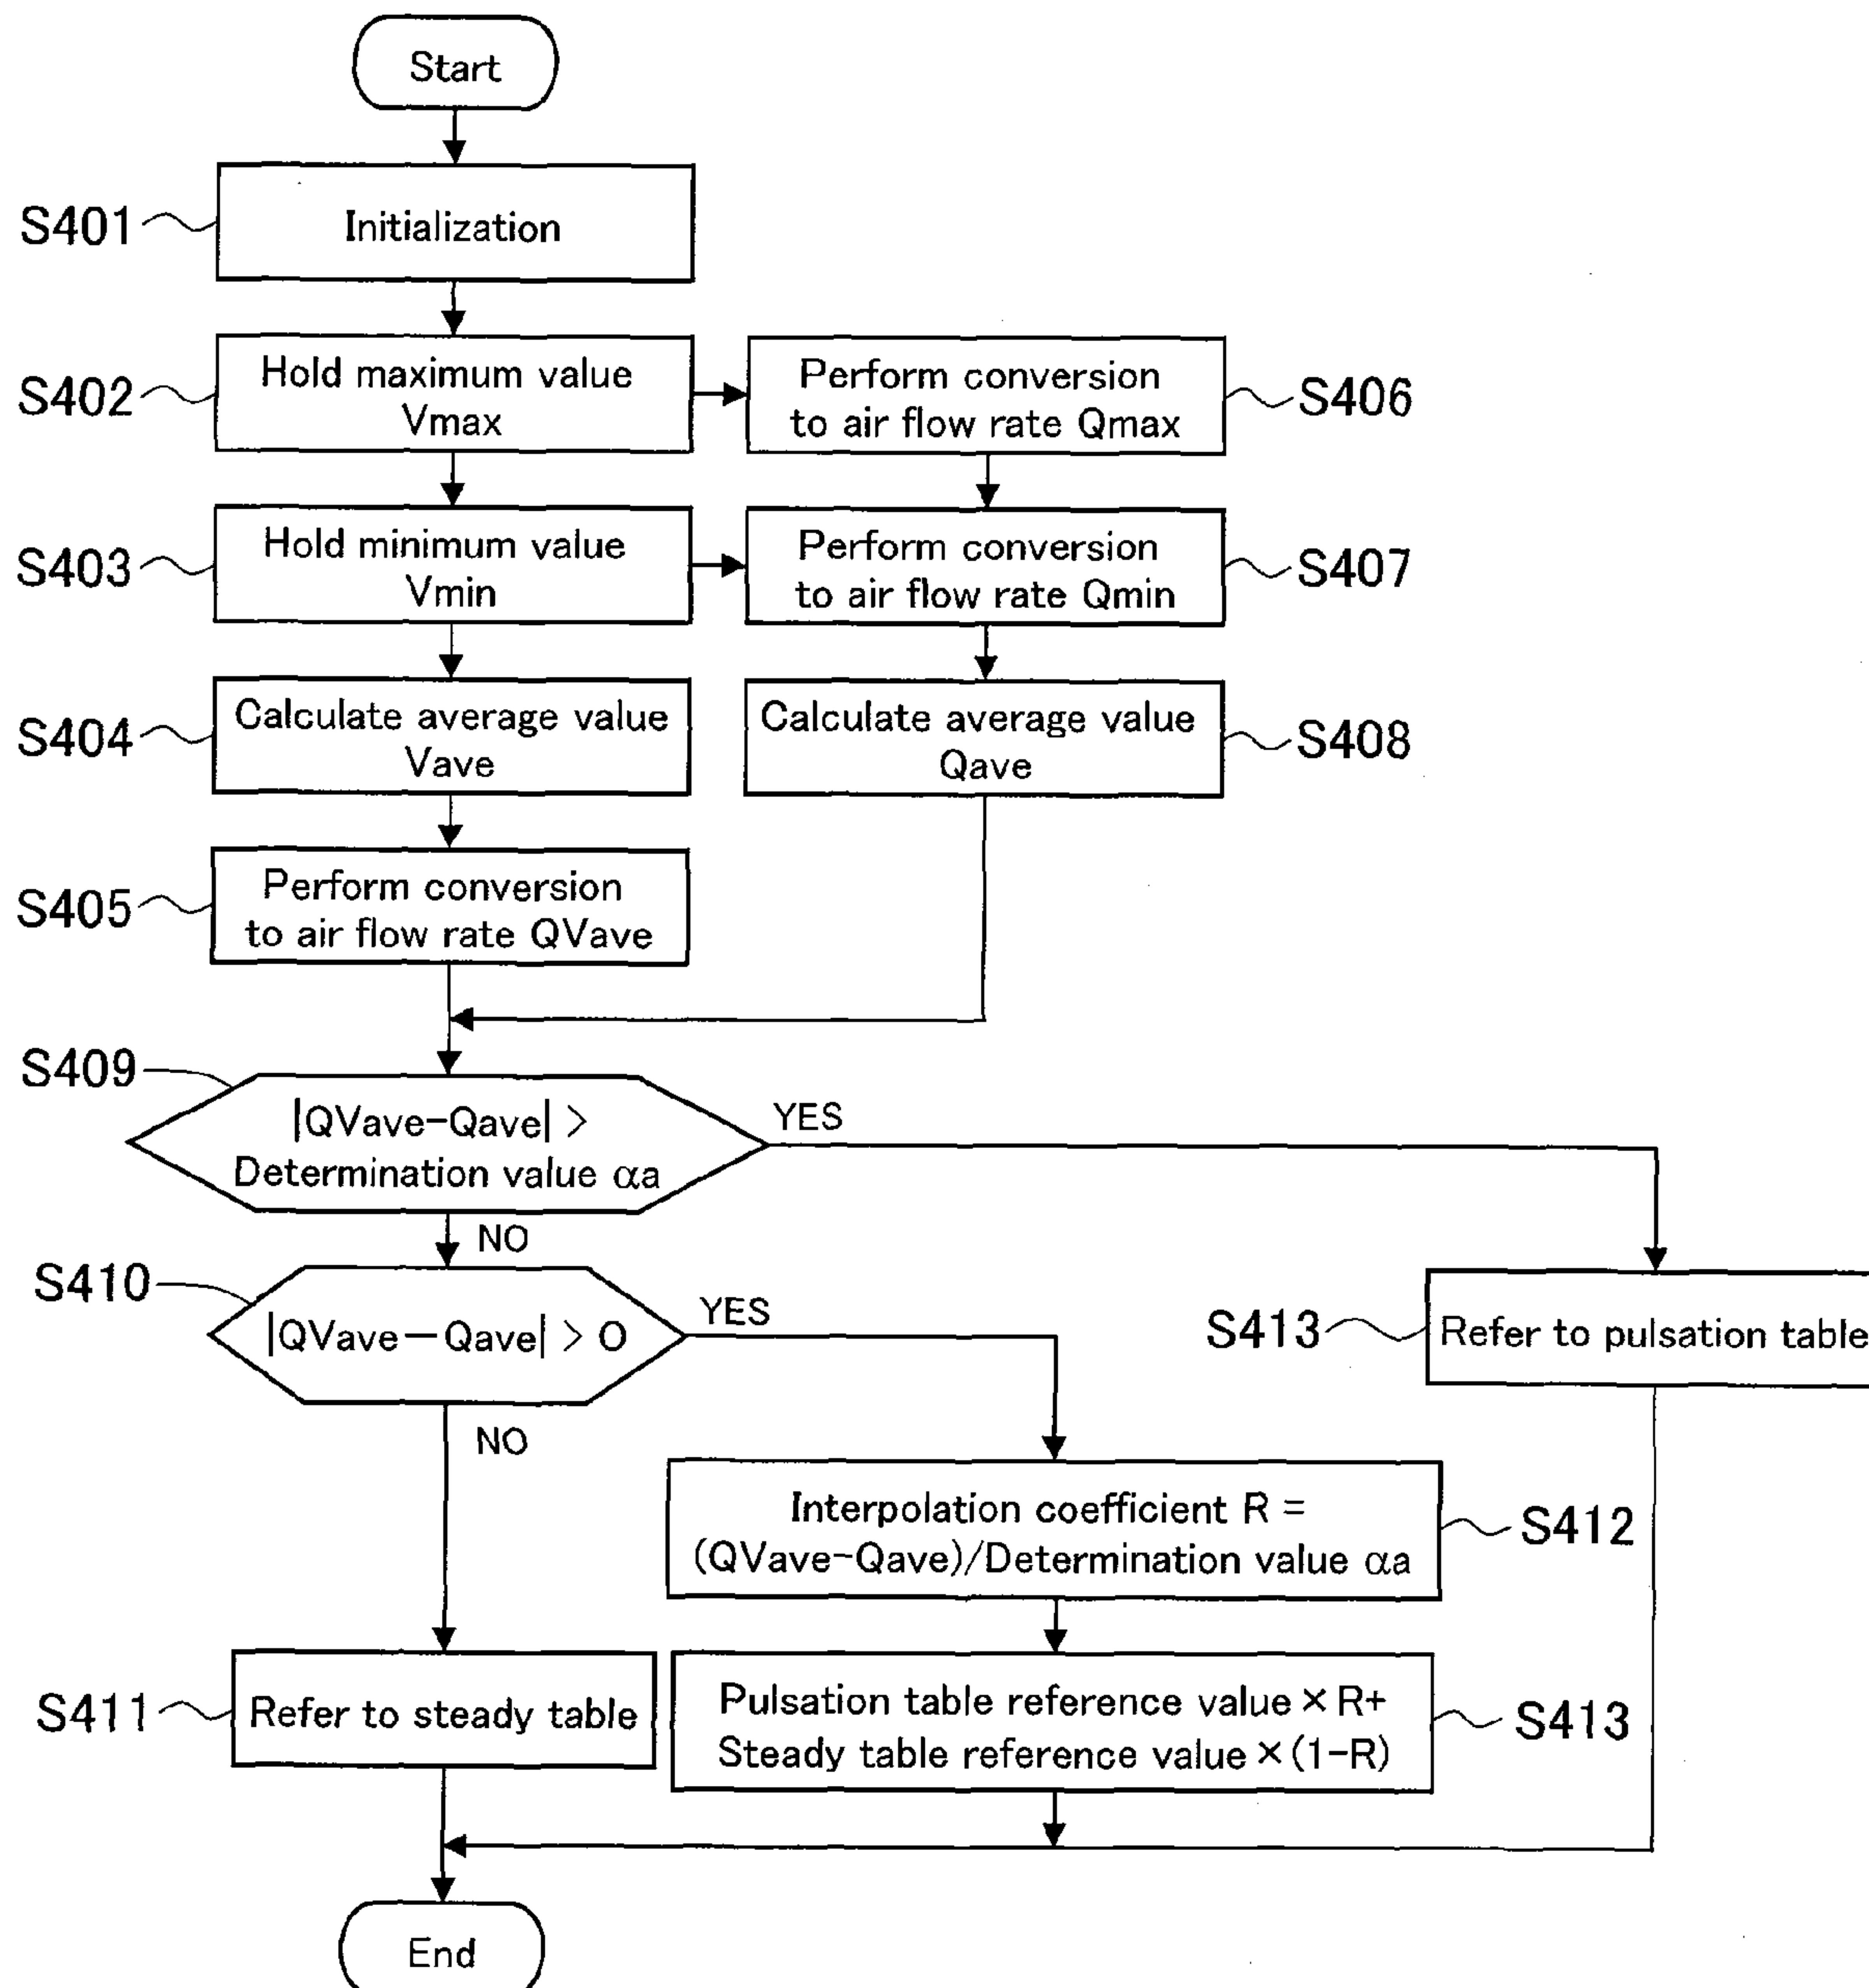 Start
S401
Initialization
S402
Hold maximum value
Vmax
Perform conversion
to air flow rate Qmax
S406
S403
Hold minimum value
Vmin
Perform conversion
to air flow rate Qmin
S407
S404
Calculate average value
Vave
Calculate average value
Qave
S408
S405
Perform conversion
to air flow rate QVave
S409
|QVave-Qave| >
Determination value αa
YES
NO
S410
|QVave-Qave| > 0
YES
NO
S413
Refer to pulsation table
Interpolation coefficient R =
(QVave-Qave)/Determination value αa
S412
S411
Refer to steady table
Pulsation table reference value × R+
Steady table reference value × (1-R)
S413
End